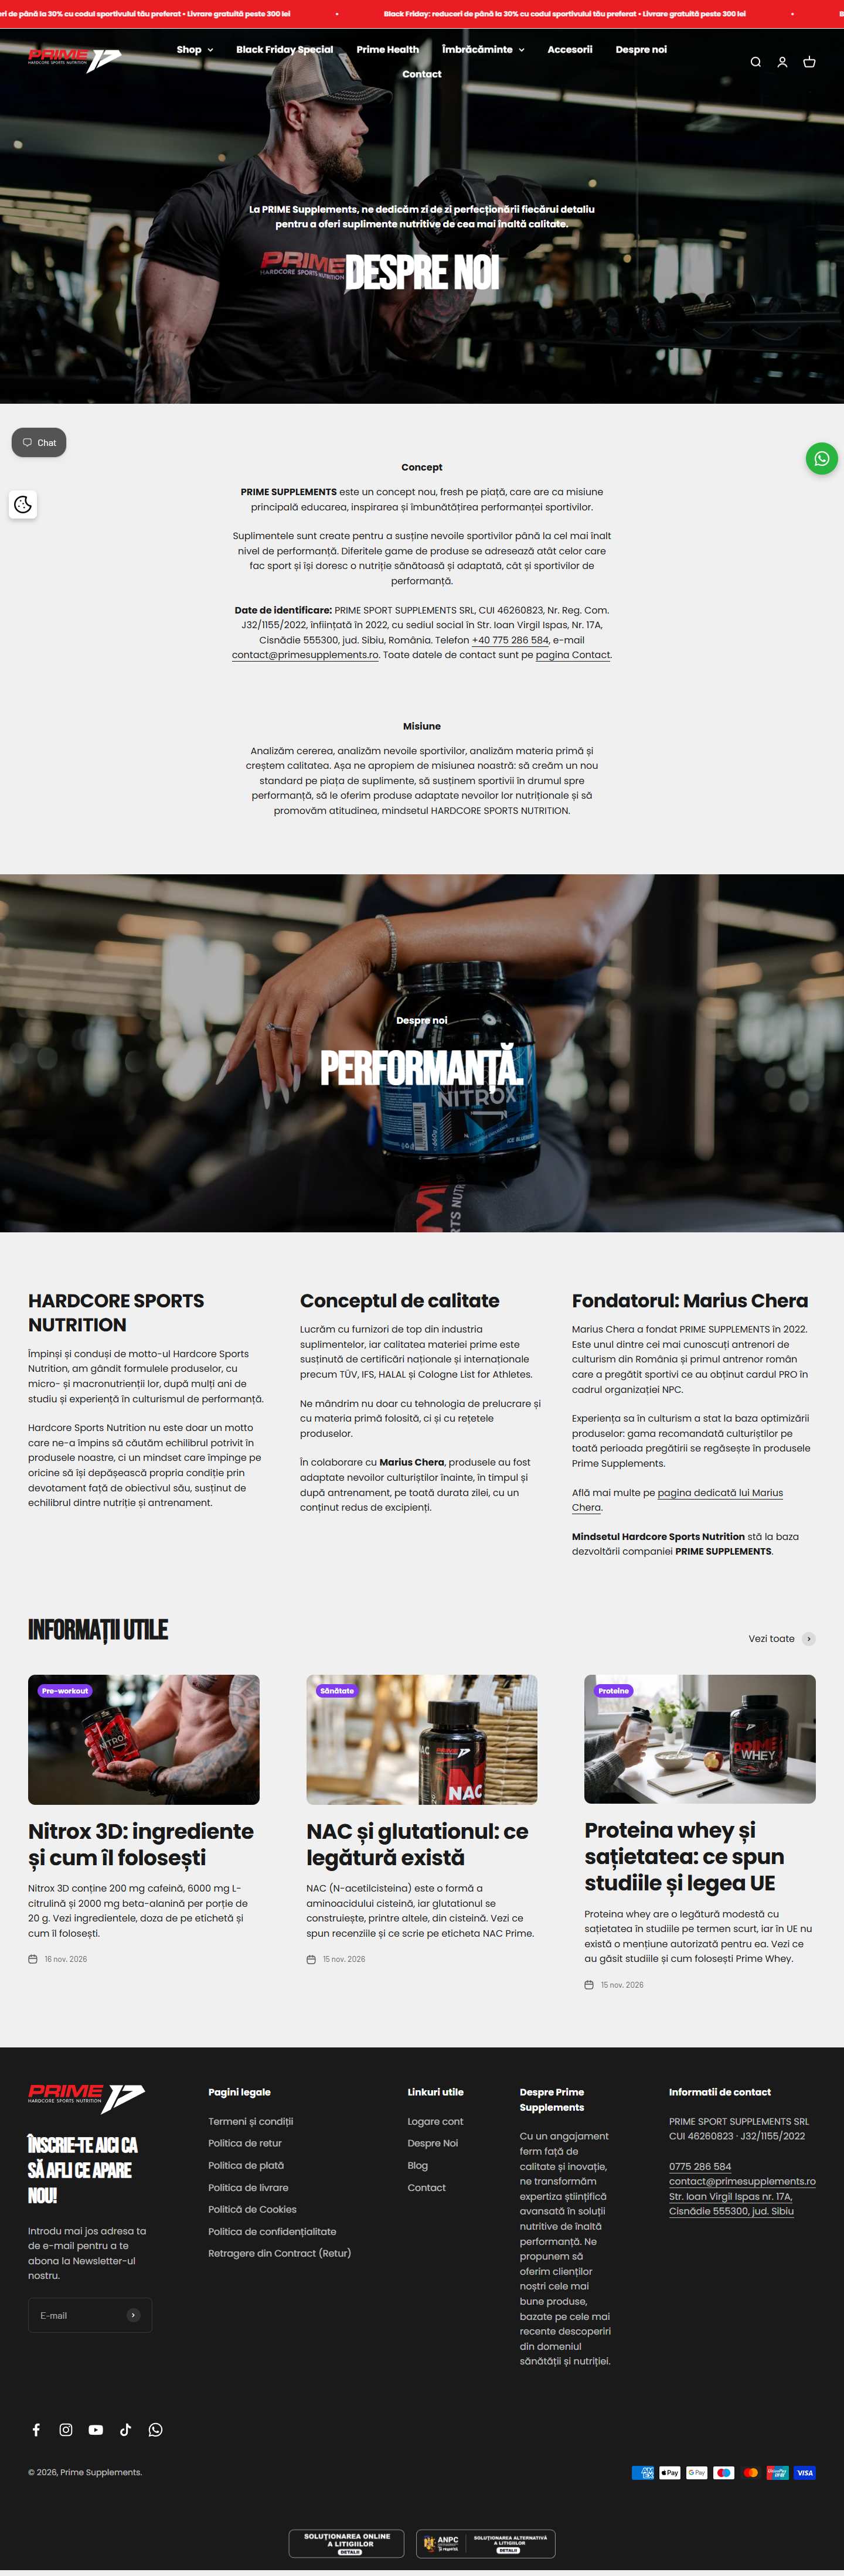 ri de până la 30% cu codul sportivului tău preferat • Livrare gratuită peste 300 lei • Black Friday: reduceri de până la 30% cu codul sportivului tău preferat • Livrare gratuită peste 300 lei •
PRIME
HARDCORE SPORTS NUTRITION
Shop Black Friday Special Prime Health Îmbrăcăminte Accesorii Despre noi
Contact
La PRIME Supplements, ne dedicăm zi de zi perfecționării fiecărui detaliu
pentru a oferi suplimente nutritive de cea mai înaltă calitate.
PRIME
HARDCORE SPORTS NUTRITION
DESPRE NOI
Chat
Concept
PRIME SUPPLEMENTS este un concept nou, fresh pe piață, care are ca misiune
principală educarea, inspirarea și îmbunătățirea performanței sportivilor.
Suplimentele sunt create pentru a susține nevoile sportivilor până la cel mai înalt
nivel de performanță. Diferitele game de produse se adresează atât celor care
fac sport și își doresc o nutriție sănătoasă și adaptată, cât și sportivilor de
performanță.
Date de identificare: PRIME SPORT SUPPLEMENTS SRL, CUI 46260823, Nr. Reg. Com.
J32/1155/2022, înființată în 2022, cu sediul social în Str. Ioan Virgil Ispas, Nr. 17A,
Cisnădie 555300, jud. Sibiu, România. Telefon +40 775 286 584, e-mail
contact@primesupplements.ro. Toate datele de contact sunt pe pagina Contact.
Misiune
Analizăm cererea, analizăm nevoile sportivilor, analizăm materia primă și
creștem calitatea. Așa ne apropiem de misiunea noastră: să creăm un nou
standard pe piața de suplimente, să susținem sportivii în drumul spre
performanță, să le oferim produse adaptate nevoilor lor nutriționale și să
promovăm atitudinea, mindsetul HARDCORE SPORTS NUTRITION.
Despre noi
PERFORMANȚĂ.
NITROX
ICE BLUEBERRY
HARDCORE SPORTS
NUTRITION
Împinși și conduși de motto-ul Hardcore Sports
Nutrition, am gândit formulele produselor, cu
micro- și macronutrienții lor, după mulți ani de
studiu și experiență în culturismul de performanță.
Hardcore Sports Nutrition nu este doar un motto
care ne-a împins să căutăm echilibrul potrivit în
produsele noastre, ci un mindset care împinge pe
oricine să își depășească propria condiție prin
devotament față de obiectivul său, susținut de
echilibrul dintre nutriție și antrenament.
Conceptul de calitate
Lucrăm cu furnizori de top din industria
suplimentelor, iar calitatea materiei prime este
susținută de certificări naționale și internaționale
precum TÜV, IFS, HALAL și Cologne List for Athletes.
Ne mândrim nu doar cu tehnologia de prelucrare și
cu materia primă folosită, ci și cu rețetele
produselor.
În colaborare cu Marius Chera, produsele au fost
adaptate nevoilor culturiștilor înainte, în timpul și
după antrenament, pe toată durata zilei, cu un
conținut redus de excipienți.
Fondatorul: Marius Chera
Marius Chera a fondat PRIME SUPPLEMENTS în 2022.
Este unul dintre cei mai cunoscuți antrenori de
culturism din România și primul antrenor român
care a pregătit sportivi ce au obținut cardul PRO în
cadrul organizației NPC.
Experiența sa în culturism a stat la baza optimizării
produselor: gama recomandată culturiștilor pe
toată perioada pregătirii se regăsește în produsele
Prime Supplements.
Află mai multe pe pagina dedicată lui Marius
Chera.
Mindsetul Hardcore Sports Nutrition stă la baza
dezvoltării companiei PRIME SUPPLEMENTS.
INFORMAȚII UTILE
Vezi toate
Pre-workout
NITROX
Nitrox 3D: ingrediente
și cum îl folosești
Nitrox 3D conține 200 mg cafeină, 6000 mg L-
citrulină și 2000 mg beta-alanină per porție de
20 g. Vezi ingredientele, doza de pe etichetă și
cum îl folosești.
16 nov. 2026
Sănătate
NAC
NAC
NAC și glutationul: ce
legătură există
NAC (N-acetilcisteina) este o formă a
aminoacidului cisteină, iar glutationul se
construiește, printre altele, din cisteină. Vezi ce
spun recenziile și ce scrie pe eticheta NAC Prime.
15 nov. 2026
Proteine
PRIME
WHEY
Proteina whey și
sațietatea: ce spun
studiile și legea UE
Proteina whey are o legătură modestă cu
sațietatea în studiile pe termen scurt, iar în UE nu
există o mențiune autorizată pentru ea. Vezi ce
au găsit studiile și cum folosești Prime Whey.
15 nov. 2026
PRIME
HARDCORE SPORTS NUTRITION
ÎNSCRIE-TE AICI CA
SĂ AFLI CE APARE
NOU!
Introdu mai jos adresa ta
de e-mail pentru a te
abona la Newsletter-ul
nostru.
E-mail
Pagini legale
Termeni și condiții
Politica de retur
Politica de plată
Politica de livrare
Politică de Cookies
Politica de confidențialitate
Retragere din Contract (Retur)
Linkuri utile
Logare cont
Despre Noi
Blog
Contact
Despre Prime
Supplements
Cu un angajament
ferm față de
calitate și inovație,
ne transformăm
expertiza științifică
avansată în soluții
nutritive de înaltă
performanță. Ne
propunem să
oferim clienților
noștri cele mai
bune produse,
bazate pe cele mai
recente descoperiri
din domeniul
sănătății și nutriției.
Informatii de contact
PRIME SPORT SUPPLEMENTS SRL
CUI 46260823 · J32/1155/2022
0775 286 584
contact@primesupplements.ro
Str. Ioan Virgil Ispas nr. 17A,
Cisnădie 555300, jud. Sibiu
© 2026, Prime Supplements.
Apple Pay
G Pay
VISA
SOLUȚIONAREA ONLINE
A LITIGIILOR
DETALII
ANPC
SOLUȚIONAREA ALTERNATIVĂ
A LITIGIILOR
DETALII